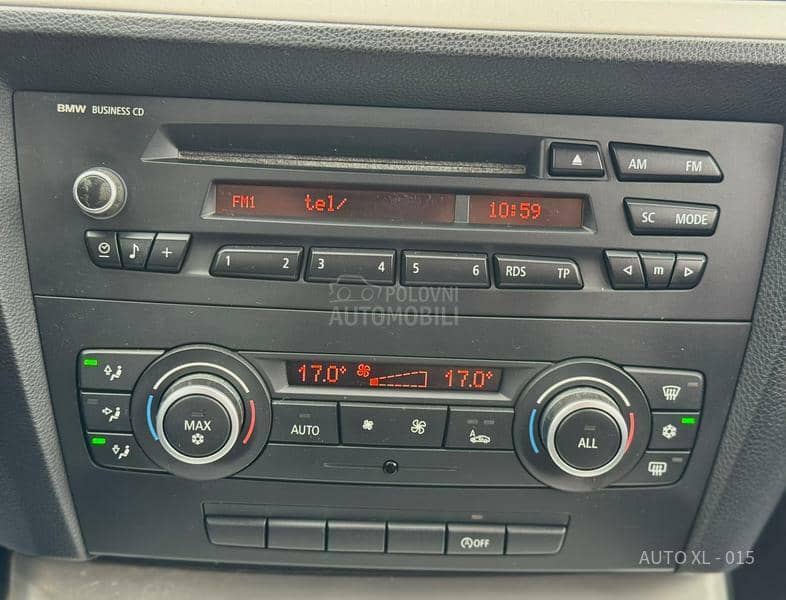 BMW BUSINESS CD
AM FM
FM1 tel/ 10:59
SC MODE
1 2 3 4 5 6 RDS TP m
POLOVNI
AUTOMOBILI
17.0° 17.0°
MAX AUTO A ALL
OFF
AUTO XL - 015